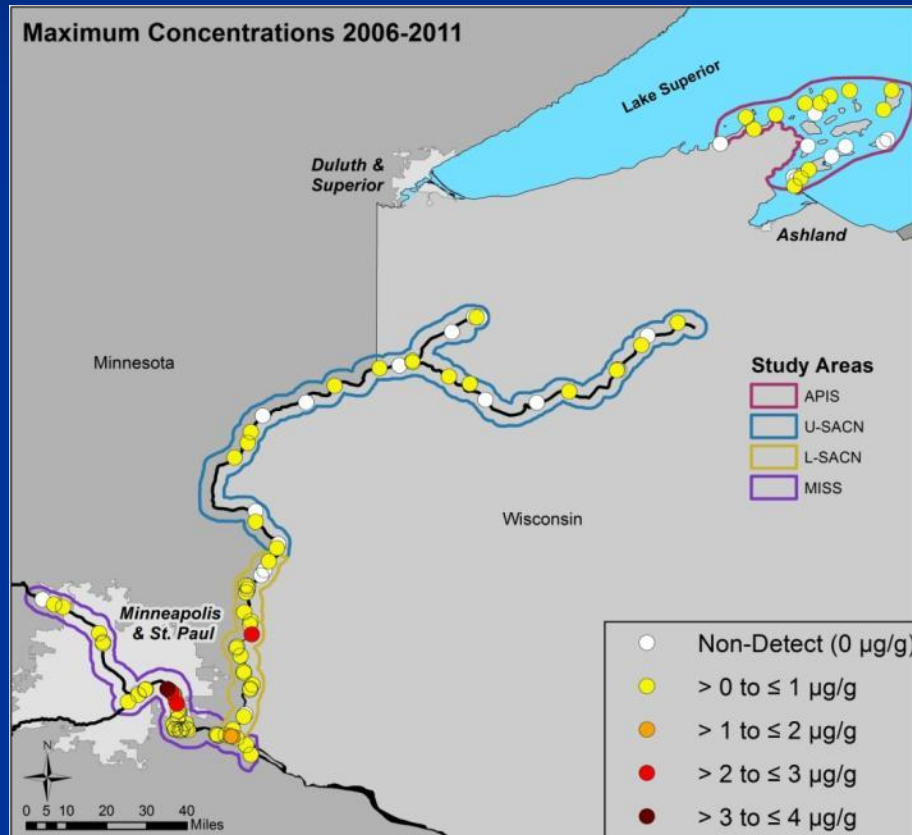 Maximum Concentrations 2006-2011
Lake Superior
Duluth &
Superior
Ashland
Minnesota
Study Areas
APIS
U-SACN
L-SACN
MISS
Wisconsin
Minneapolis
& St. Paul
Non-Detect (0 µg/g)
> 0 to ≤ 1 µg/g
> 1 to ≤ 2 µg/g
> 2 to ≤ 3 µg/g
> 3 to ≤ 4 µg/g
N
0 5 10 20 30 40
Miles